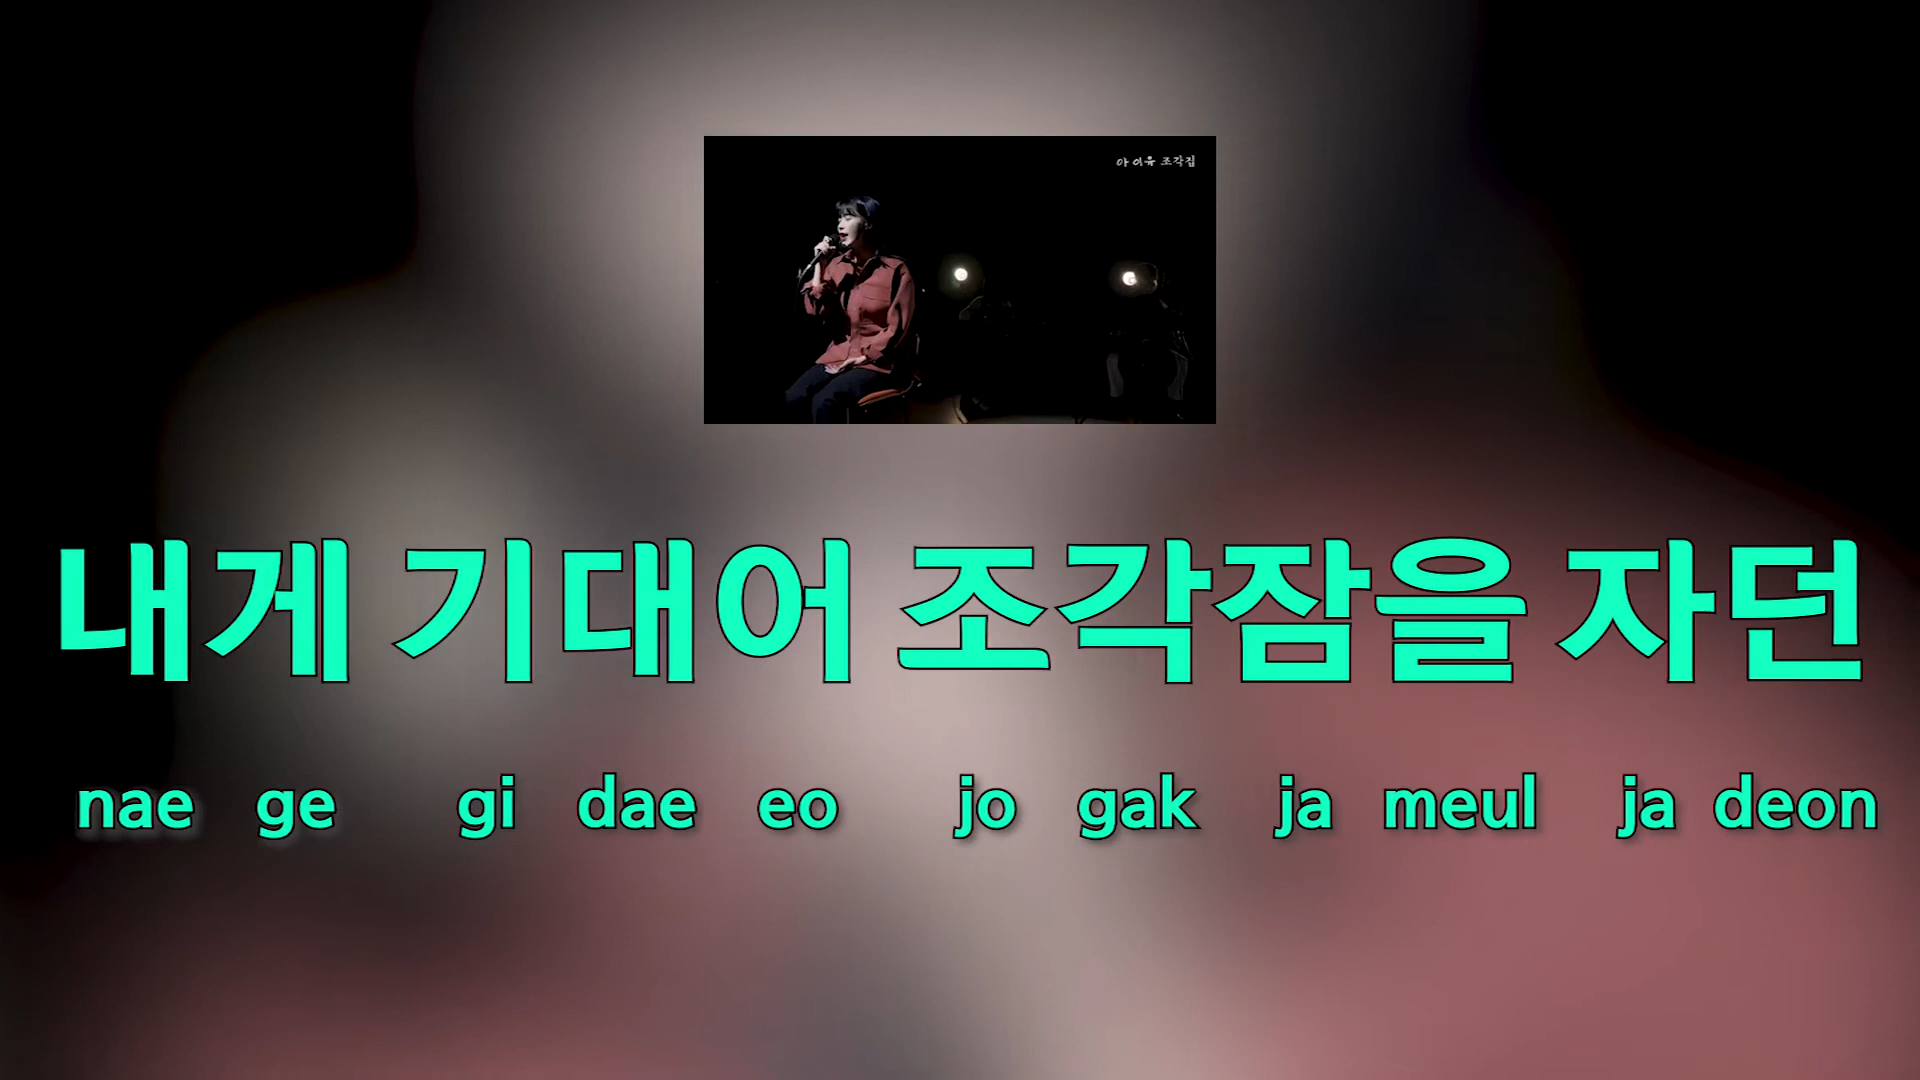 아이유 조각집
내게 기대어 조각잠을 자던
nae ge gi dae eo jo gak ja meul ja deon